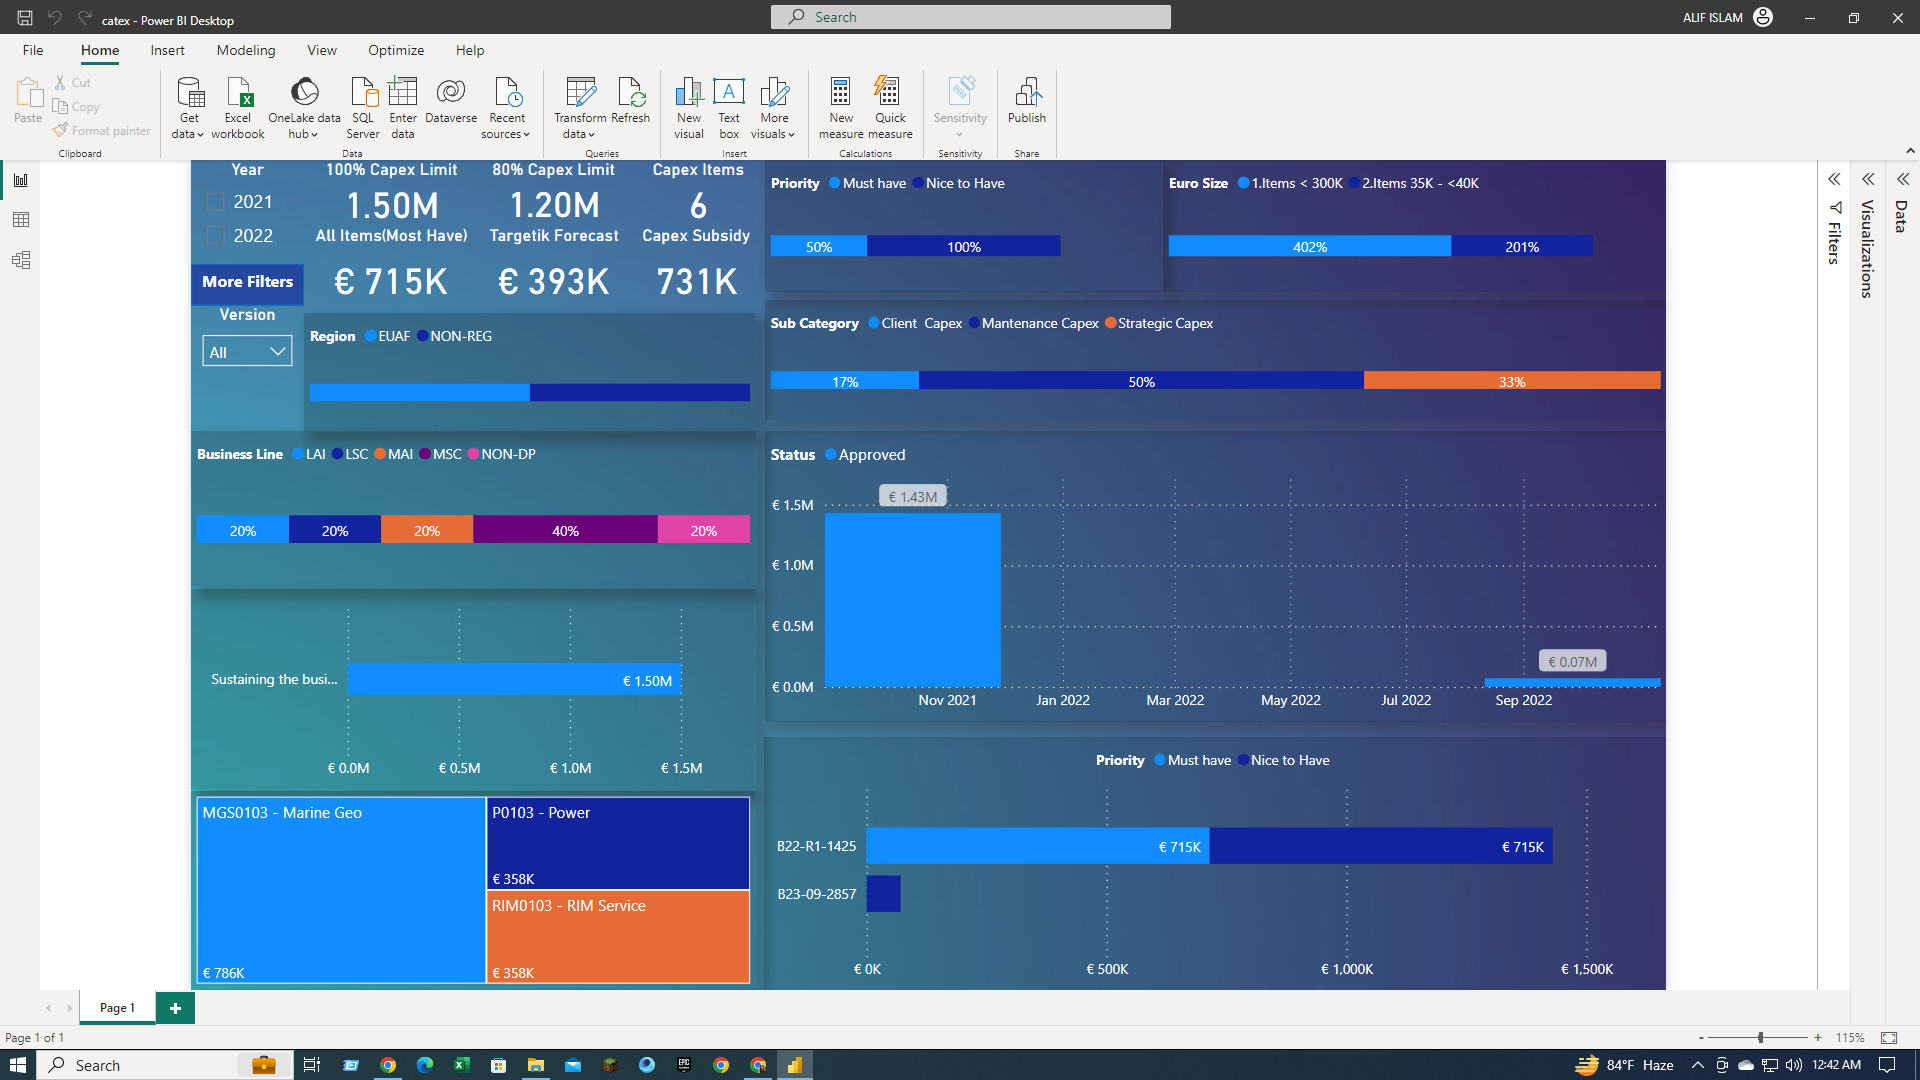 catex - Power BI Desktop
Search
ALIF ISLAM
File
Home
Insert
Modeling
View
Optimize
Help
Paste
Cut
Copy
Format painter
Clipboard
Get data
Excel workbook
OneLake data hub
SQL Server
Enter data
Dataverse
Recent sources
Data
Transform data
Refresh
Queries
New visual
Text box
More visuals
Insert
New measure
Quick measure
Calculations
Sensitivity
Sensitivity
Publish
Share
Year
2021
2022
More Filters
Version
All
100% Capex Limit
1.50M
All Items(Most Have)
€ 715K
80% Capex Limit
1.20M
Targetik Forecast
€ 393K
Capex Items
6
Capex Subsidy
731K
Priority Must have Nice to Have
50% 100%
Euro Size 1.Items < 300K 2.Items 35K - <40K
402% 201%
Filters
Visualizations
Data
Region EUAF NON-REG
Sub Category Client Capex Mantenance Capex Strategic Capex
17% 50% 33%
Business Line LAI LSC MAI MSC NON-DP
20% 20% 20% 40% 20%
Status Approved
€ 1.43M
€ 1.5M
€ 1.0M
€ 0.5M
€ 0.0M
€ 0.07M
Nov 2021 Jan 2022 Mar 2022 May 2022 Jul 2022 Sep 2022
Sustaining the busi...
€ 1.50M
€ 0.0M € 0.5M € 1.0M € 1.5M
MGS0103 - Marine Geo
€ 786K
P0103 - Power
€ 358K
RIM0103 - RIM Service
€ 358K
Priority Must have Nice to Have
B22-R1-1425
€ 715K € 715K
B23-09-2857
€ 0K € 500K € 1,000K € 1,500K
Page 1
+
Page 1 of 1
- + 115%
Search
84°F Haze
12:42 AM